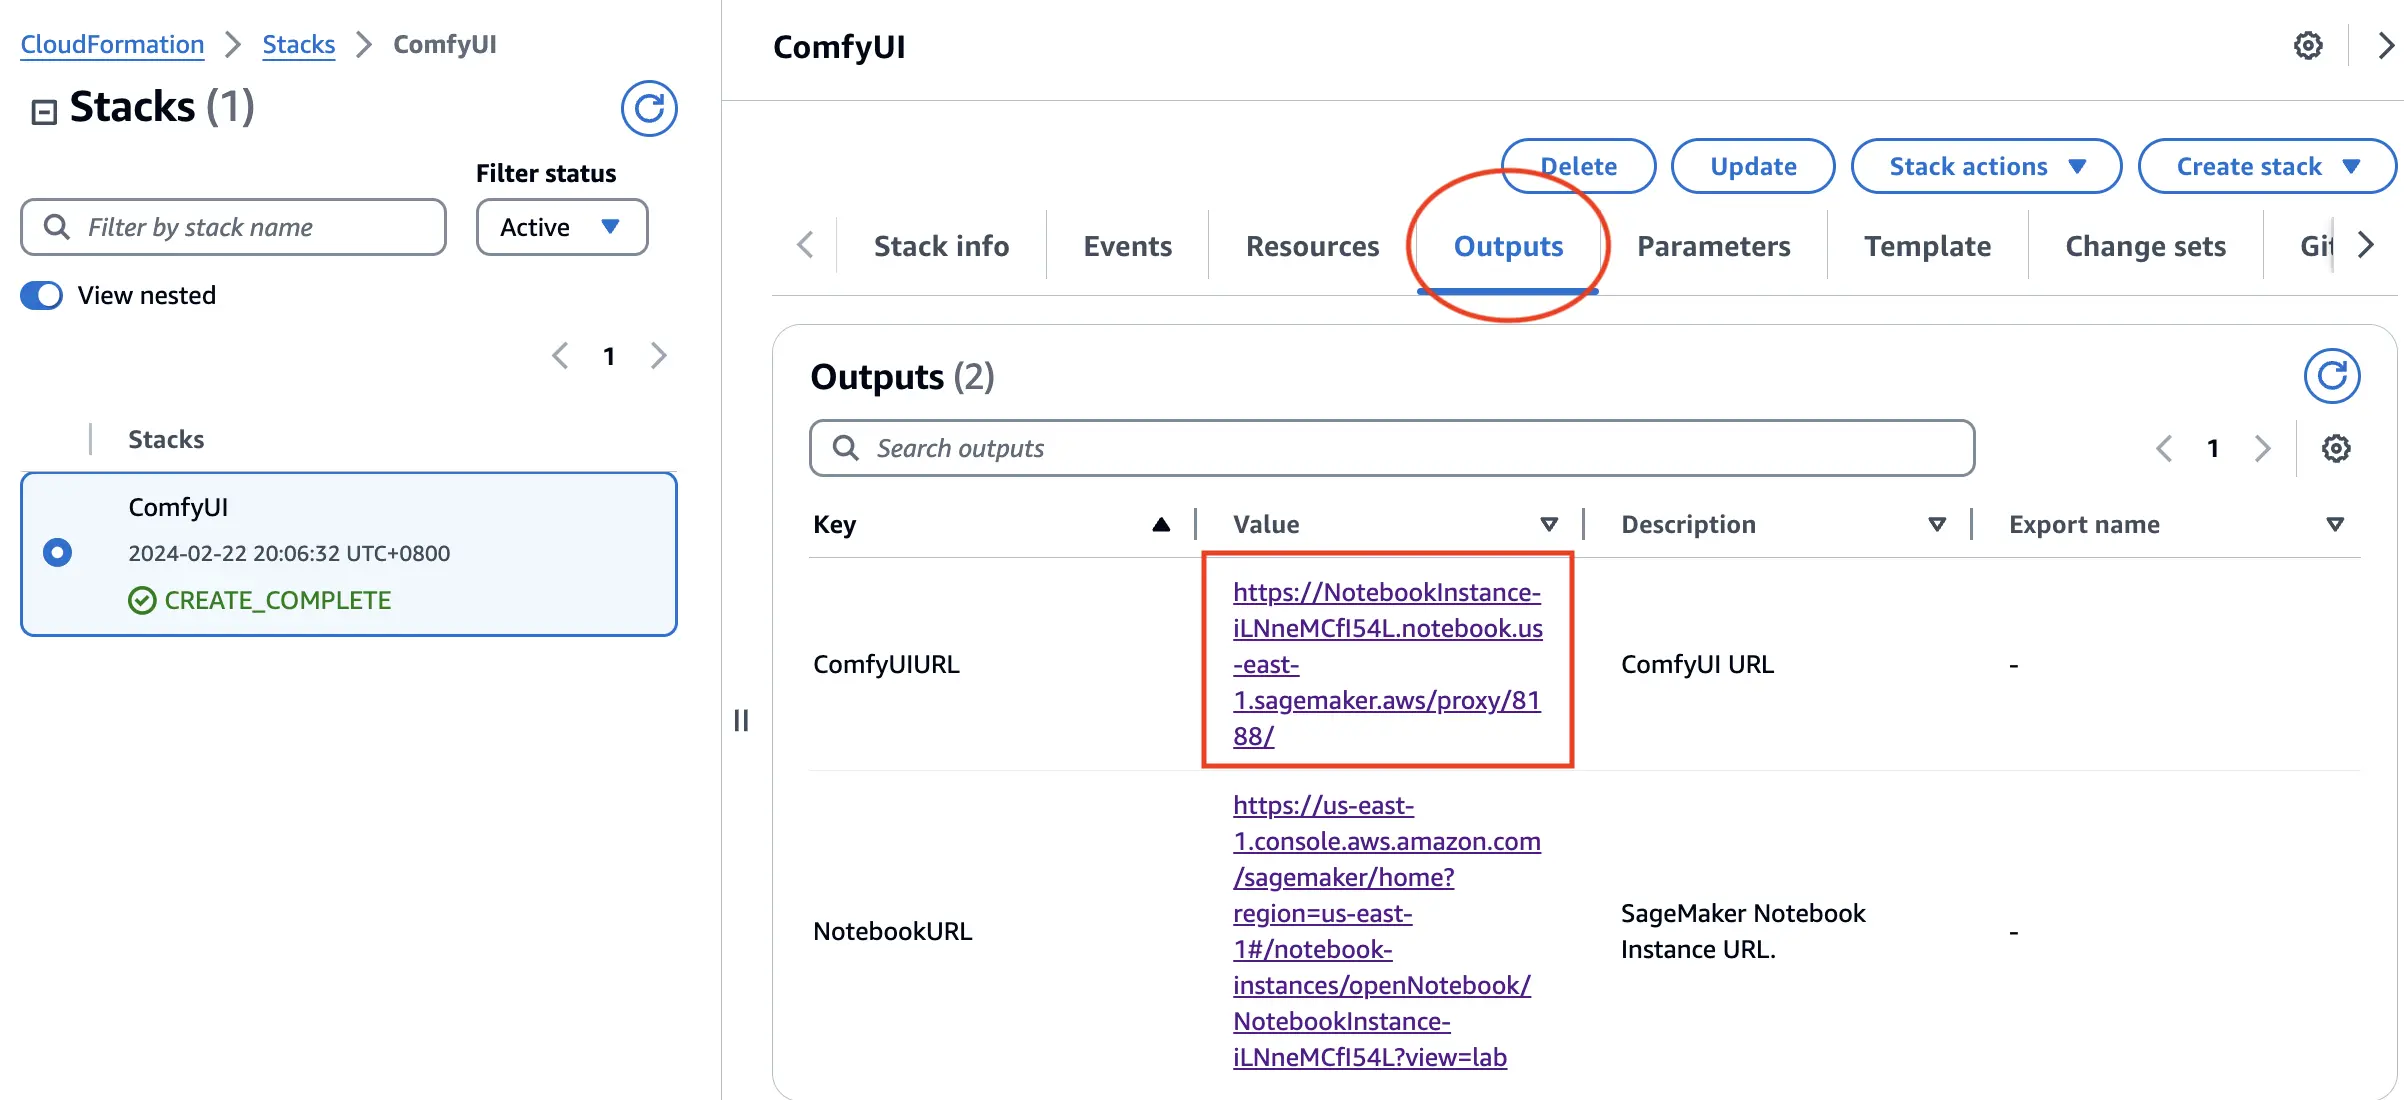 CloudFormation > Stacks > ComfyUI
Stacks (1)
Filter status
Filter by stack name
Active
View nested
1
Stacks
ComfyUI
2024-02-22 20:06:32 UTC+0800
CREATE_COMPLETE
ComfyUI
Delete
Update
Stack actions
Create stack
Stack info
Events
Resources
Outputs
Parameters
Template
Change sets
Git
Outputs (2)
Search outputs
1
Key
Value
Description
Export name
ComfyUIURL
https://NotebookInstance-
iLNneMCfI54L.notebook.us
-east-
1.sagemaker.aws/proxy/81
88/
ComfyUI URL
-
NotebookURL
https://us-east-
1.console.aws.amazon.com
/sagemaker/home?
region=us-east-
1#/notebook-
instances/openNotebook/
NotebookInstance-
iLNneMCfI54L?view=lab
SageMaker Notebook
Instance URL.
-